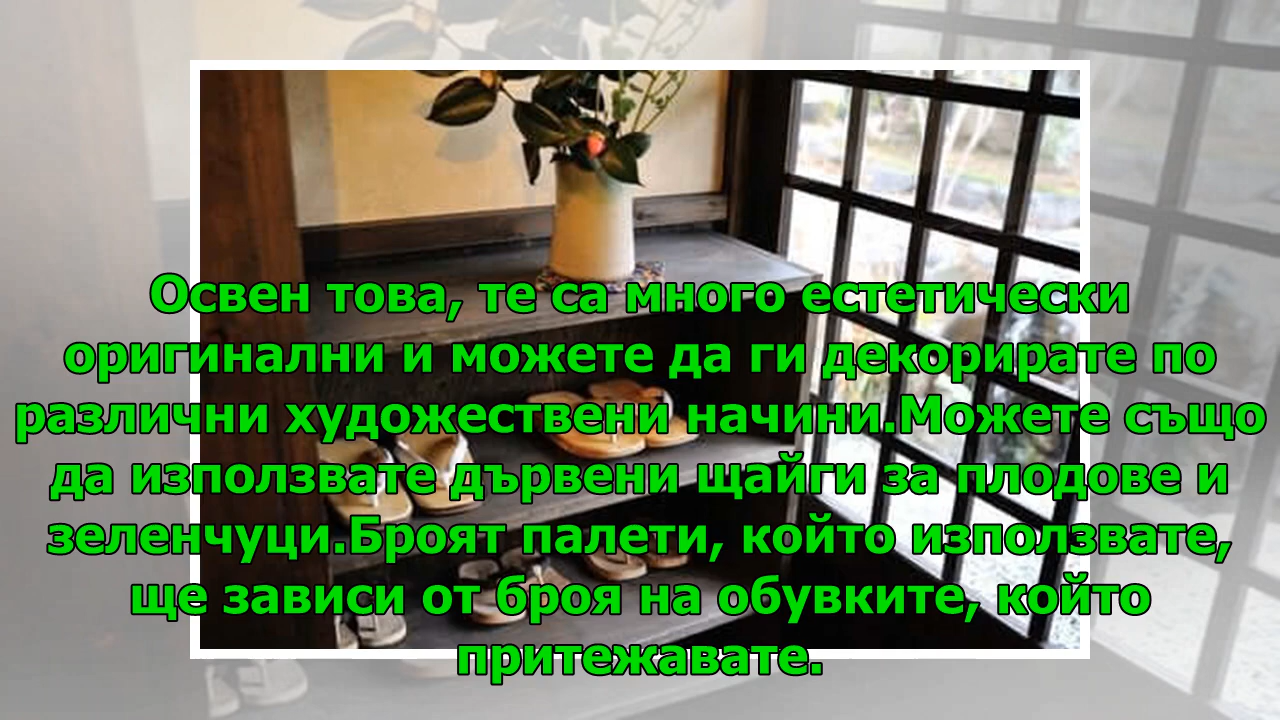 Освен това, те са много естетически
оригинални и можете да ги декорирате по
различни художествени начини.Можете също
да използвате дървени щайги за плодове и
зеленчуци.Броят палети, който използвате,
ще зависи от броя на обувките, който
притежавате.